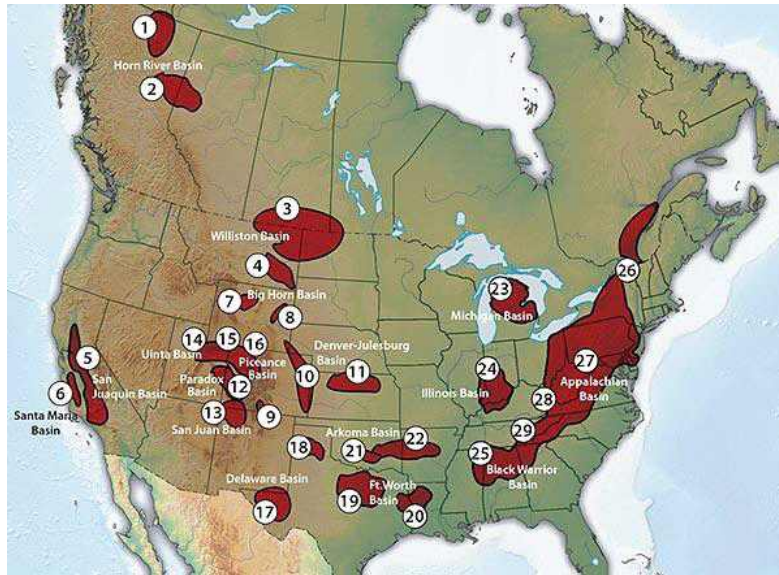 1
Horn River Basin
2
3
Williston Basin
4
Big Horn Basin
7
8
23
Michigan Basin
26
14
15
16
Uinta Basin
Piceance
Basin
Denver-Julesburg
Basin
5
San
Juaquin Basin
6
Santa Maria
Basin
Paradox
Basin
12
10
11
24
Illinois Basin
27
Appalachian
Basin
28
13
San Juan Basin
9
18
Arkoma Basin
21
22
29
25
Black Warrior
Basin
Delaware Basin
17
19
Ft.Worth
Basin
20